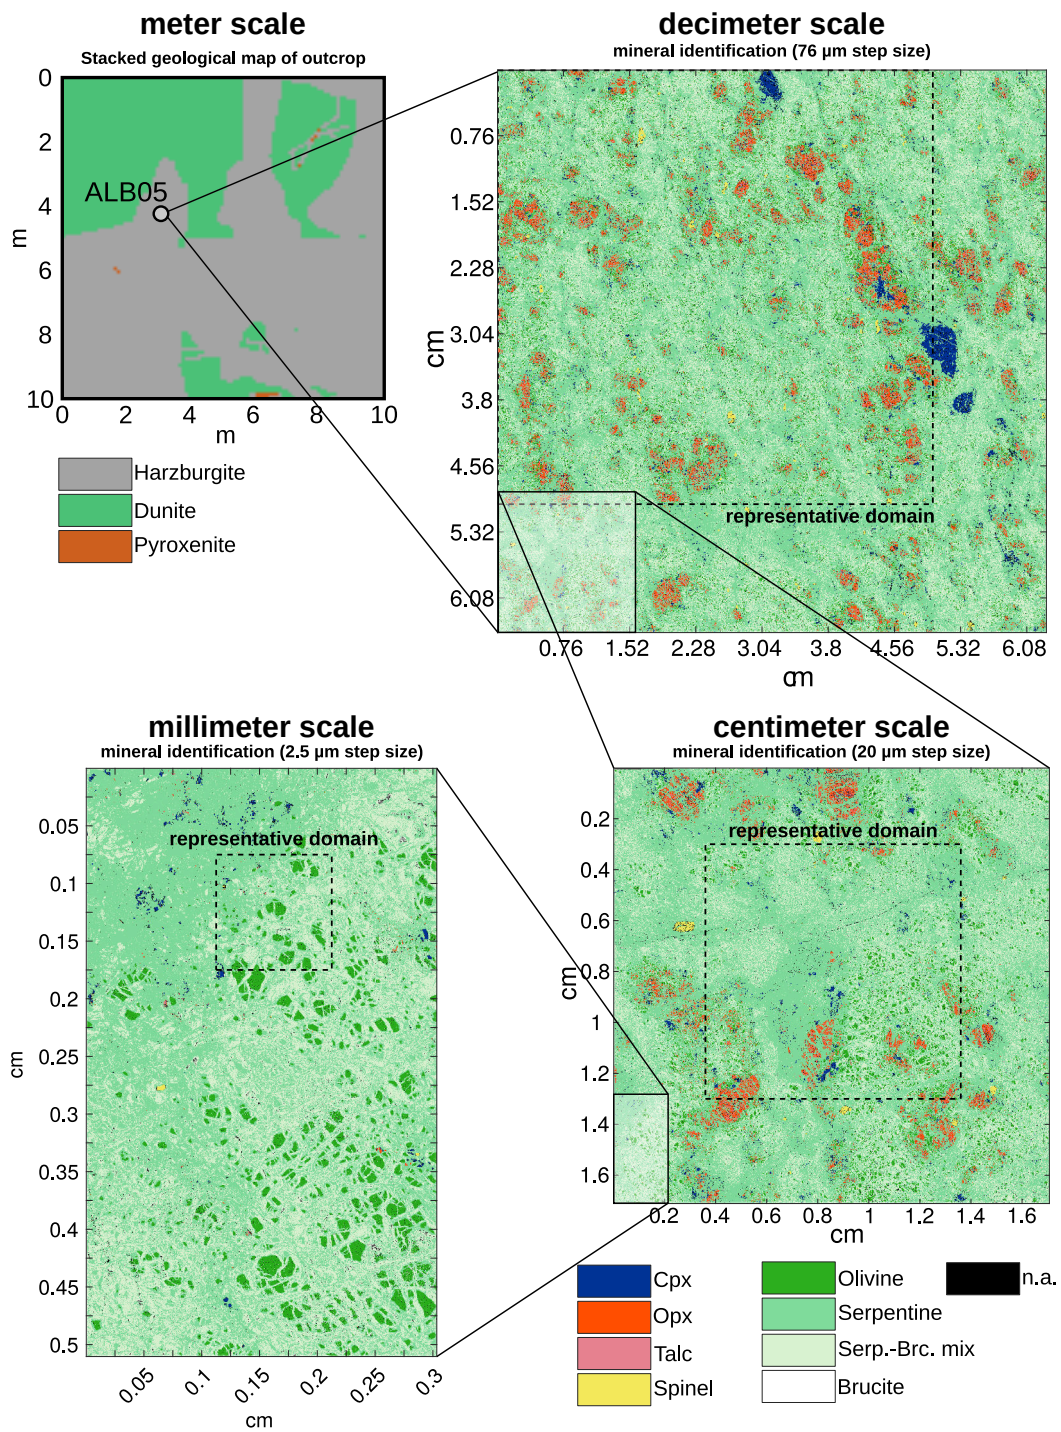 meter scale
Stacked geological map of outcrop
0
2
4
6
8
10
m
ALB05
0
2
4
6
8
10
m
Harzburgite
Dunite
Pyroxenite
decimeter scale
mineral identification (76 µm step size)
0.76
1.52
2.28
3.04
3.8
4.56
5.32
6.08
cm
representative domain
0.76
1.52
2.28
3.04
3.8
4.56
5.32
6.08
cm
millimeter scale
mineral identification (2.5 µm step size)
0.05
0.1
0.15
0.2
0.25
0.3
0.35
0.4
0.45
0.5
cm
representative domain
0.05
0.1
0.15
0.2
0.25
0.3
cm
centimeter scale
mineral identification (20 µm step size)
0.2
0.4
0.6
0.8
1
1.2
1.4
1.6
cm
representative domain
0.2
0.4
0.6
0.8
1
1.2
1.4
1.6
cm
Cpx
Opx
Talc
Spinel
Olivine
Serpentine
Serp.-Brc. mix
Brucite
n.a.